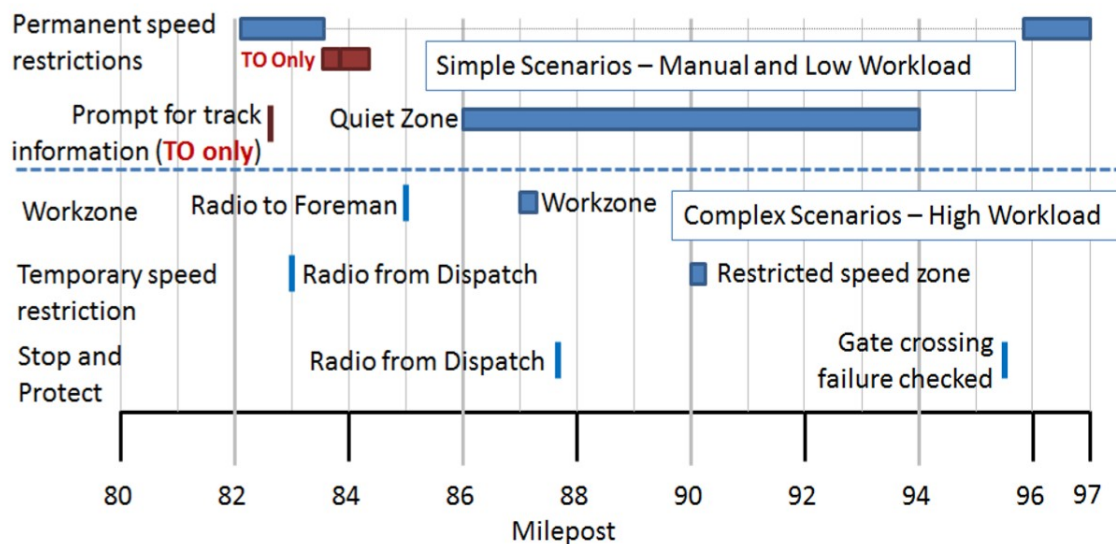 Permanent speed
restrictions
TO Only
Simple Scenarios – Manual and Low Workload
Prompt for track
information (TO only)
Quiet Zone
Workzone
Radio to Foreman
Workzone
Complex Scenarios – High Workload
Temporary speed
restriction
Radio from Dispatch
Restricted speed zone
Stop and
Protect
Radio from Dispatch
Gate crossing
failure checked
80 82 84 86 88 90 92 94 96 97
Milepost